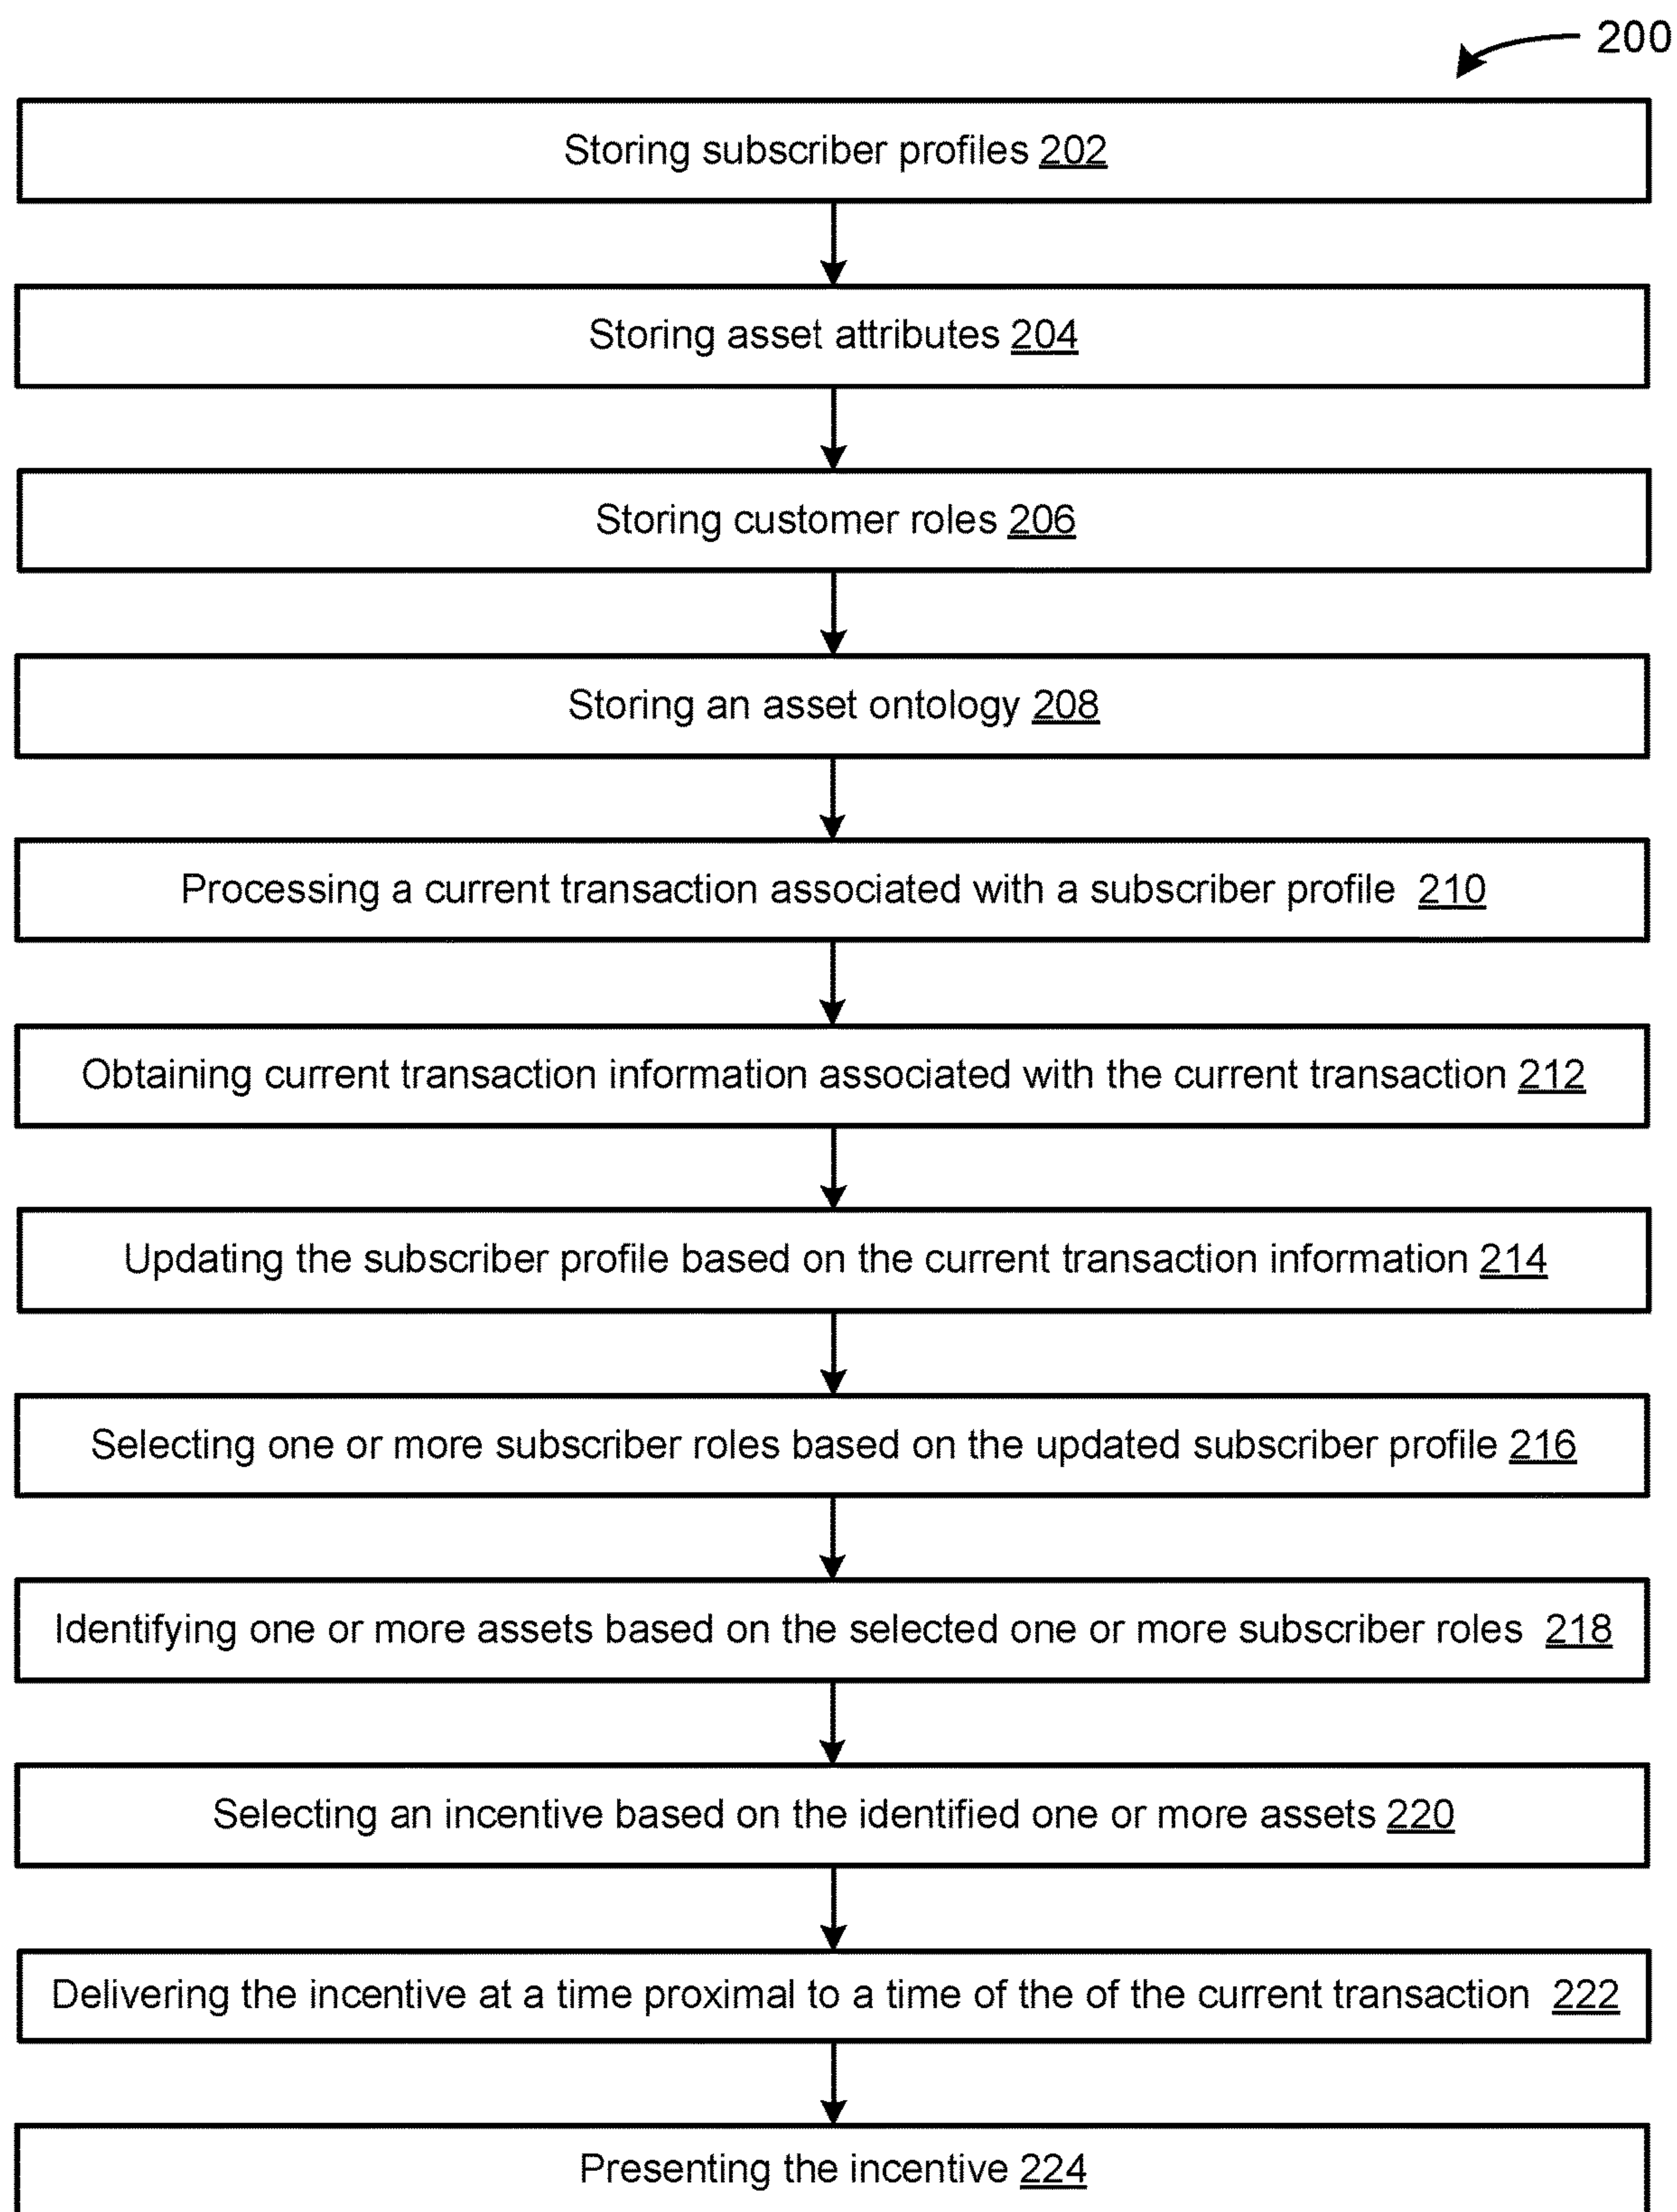 200
Storing subscriber profiles 202
Storing asset attributes 204
Storing customer roles 206
Storing an asset ontology 208
Processing a current transaction associated with a subscriber profile 210
Obtaining current transaction information associated with the current transaction 212
Updating the subscriber profile based on the current transaction information 214
Selecting one or more subscriber roles based on the updated subscriber profile 216
Identifying one or more assets based on the selected one or more subscriber roles 218
Selecting an incentive based on the identified one or more assets 220
Delivering the incentive at a time proximal to a time of the of the current transaction 222
Presenting the incentive 224